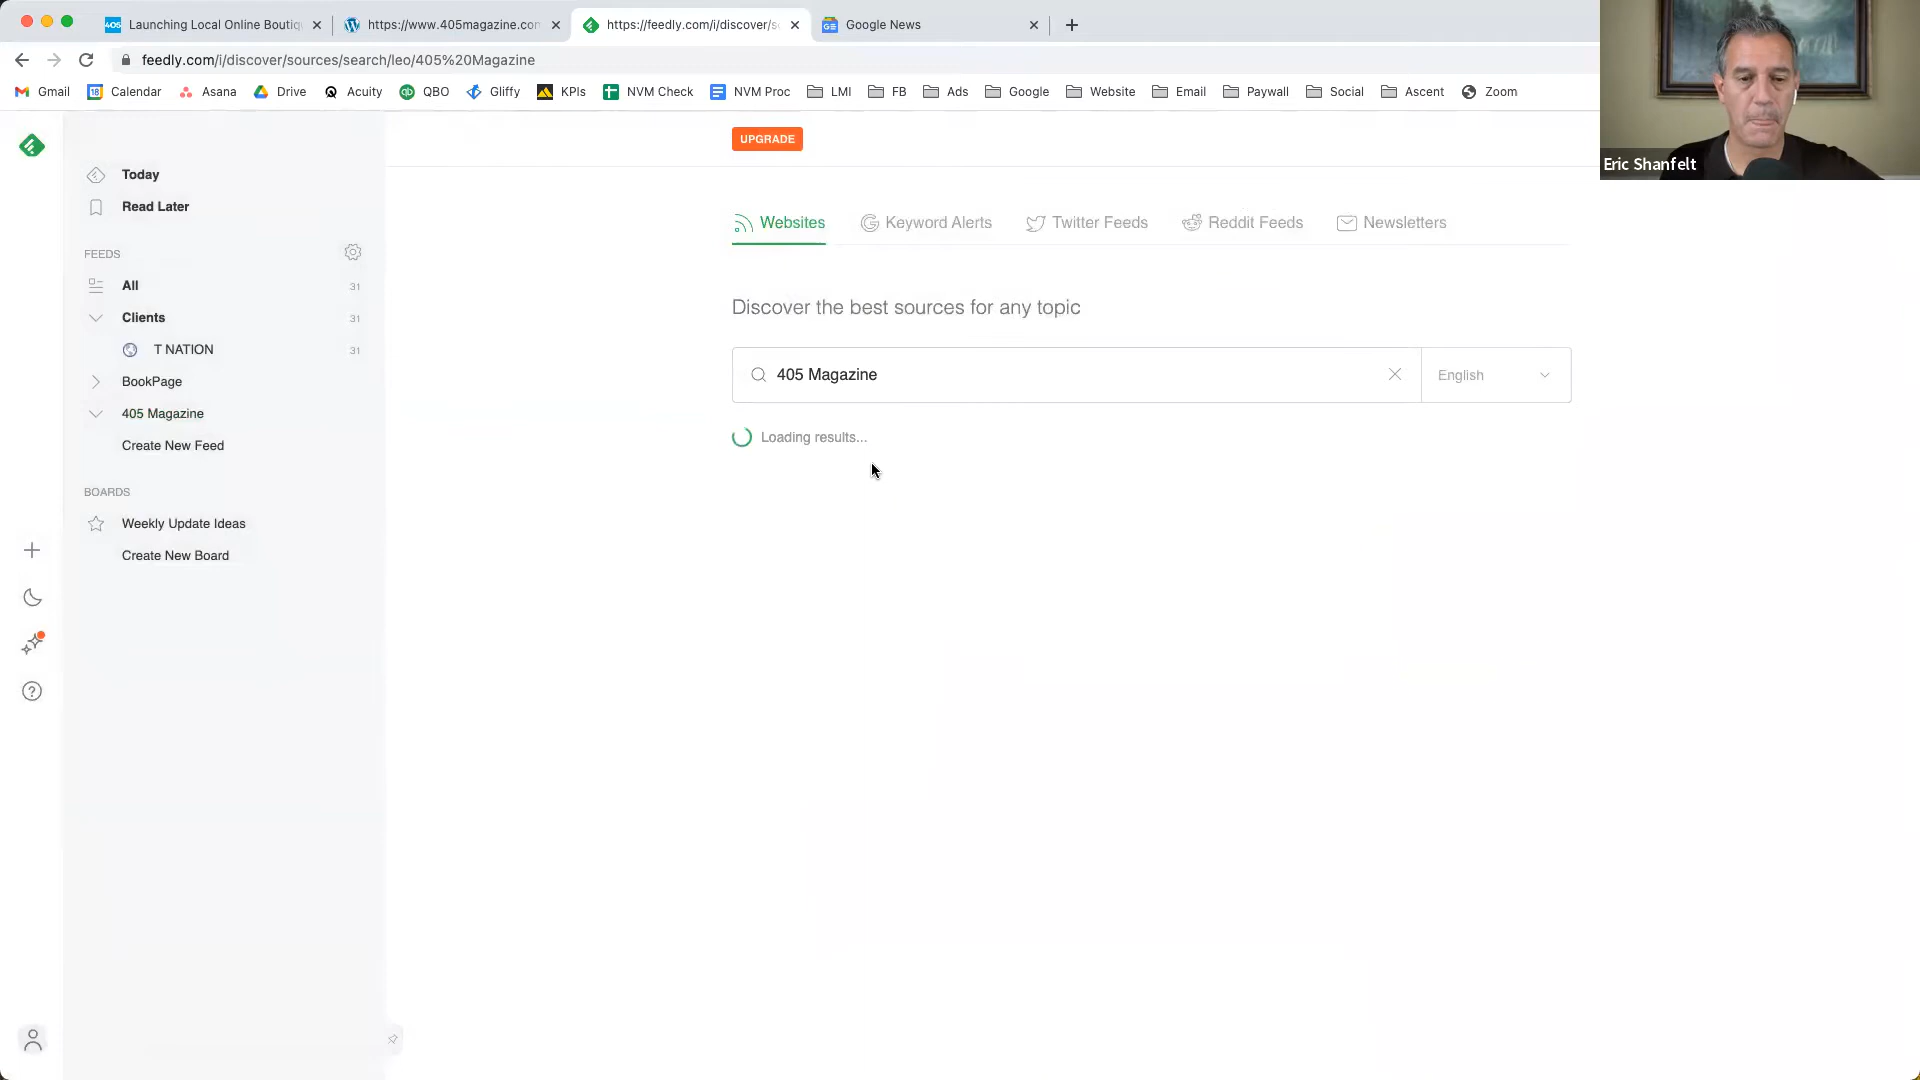 Launching Local Online Boutiq
https://www.405magazine.con
https://feedly.com/i/discover/s
Google News
feedly.com/i/discover/sources/search/leo/405%20Magazine
Gmail
Calendar
Asana
Drive
Acuity
QBO
Gliffy
KPIs
NVM Check
NVM Proc
LMI
FB
Ads
Google
Website
Email
Paywall
Social
Ascent
Zoom
Eric Shanfelt
UPGRADE
Today
Read Later
FEEDS
All 31
Clients 31
T NATION 31
BookPage
405 Magazine
Create New Feed
BOARDS
Weekly Update Ideas
Create New Board
Websites
Keyword Alerts
Twitter Feeds
Reddit Feeds
Newsletters
Discover the best sources for any topic
405 Magazine
English
Loading results...